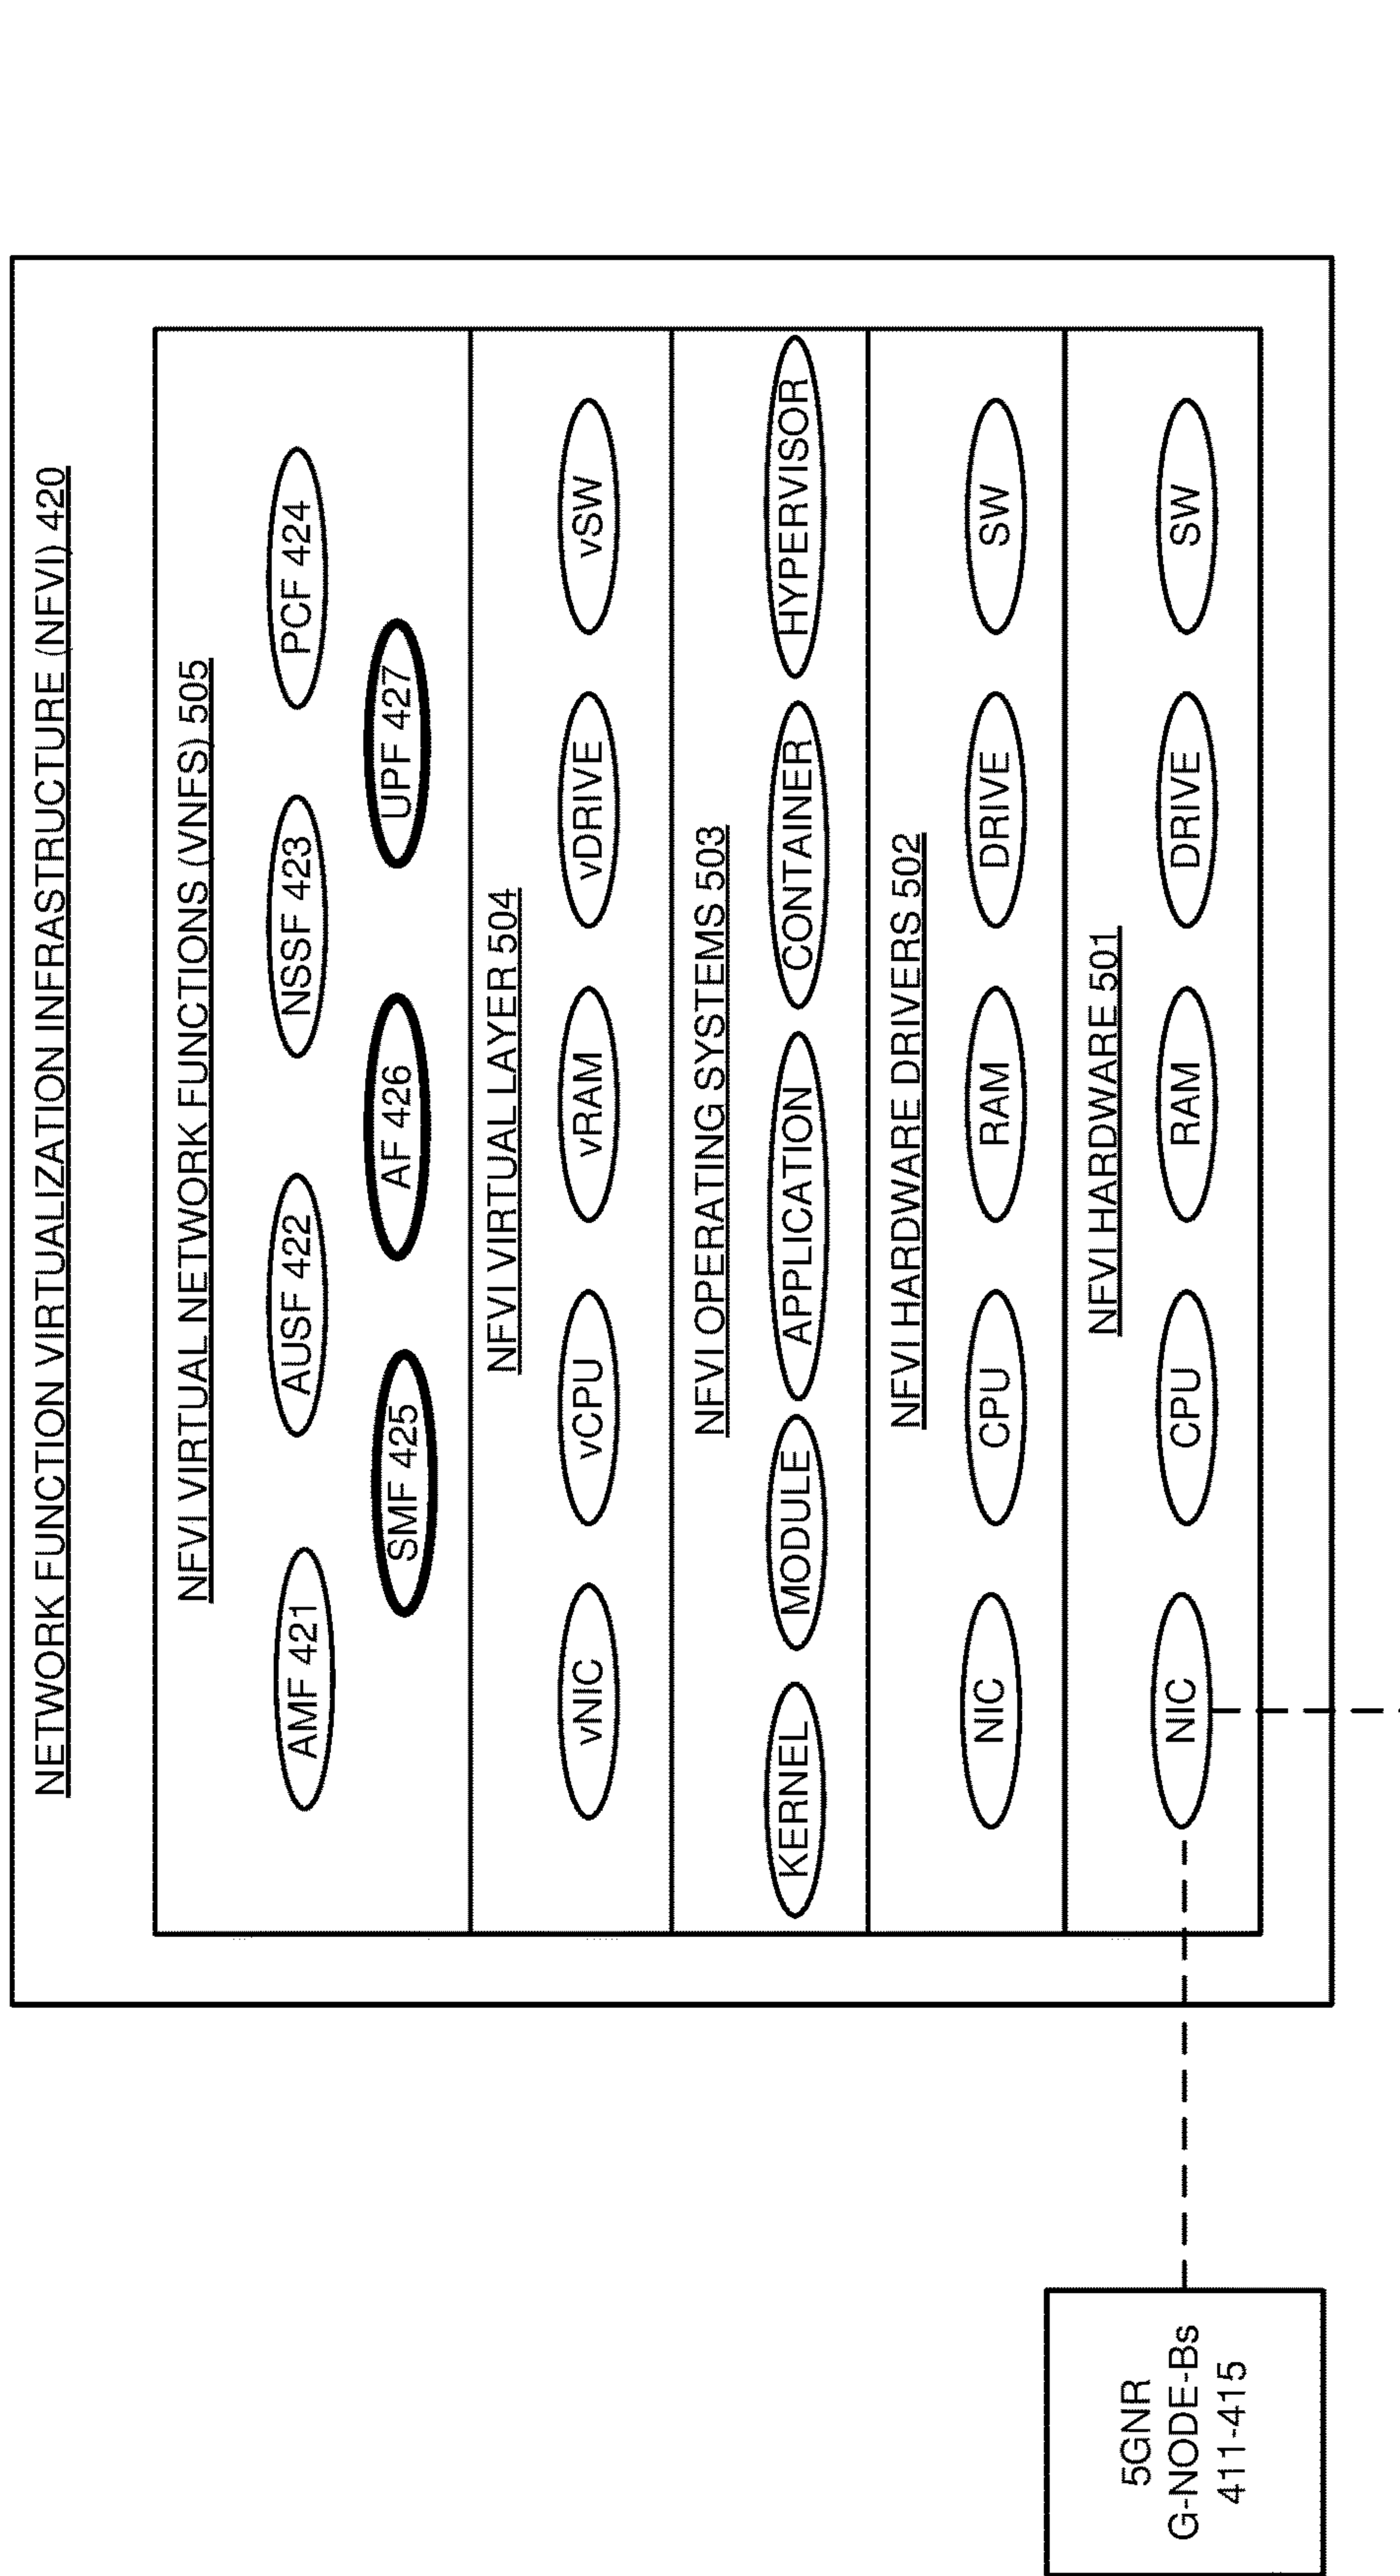 NETWORK FUNCTION VIRTUALIZATION INFRASTRUCTURE (NFVI) 420
NFVI VIRTUAL NETWORK FUNCTIONS (VNFS) 505
AMF 421
AUSF 422
NSSF 423
PCF 424
SMF 425
AF 426
UPF 427
NFVI VIRTUAL LAYER 504
vNIC
vCPU
vRAM
vDRIVE
vSW
NFVI OPERATING SYSTEMS 503
KERNEL
MODULE
APPLICATION
CONTAINER
HYPERVISOR
NFVI HARDWARE DRIVERS 502
NIC
CPU
RAM
DRIVE
SW
NFVI HARDWARE 501
NIC
CPU
RAM
DRIVE
SW
5GNR
G-NODE-Bs
411-415